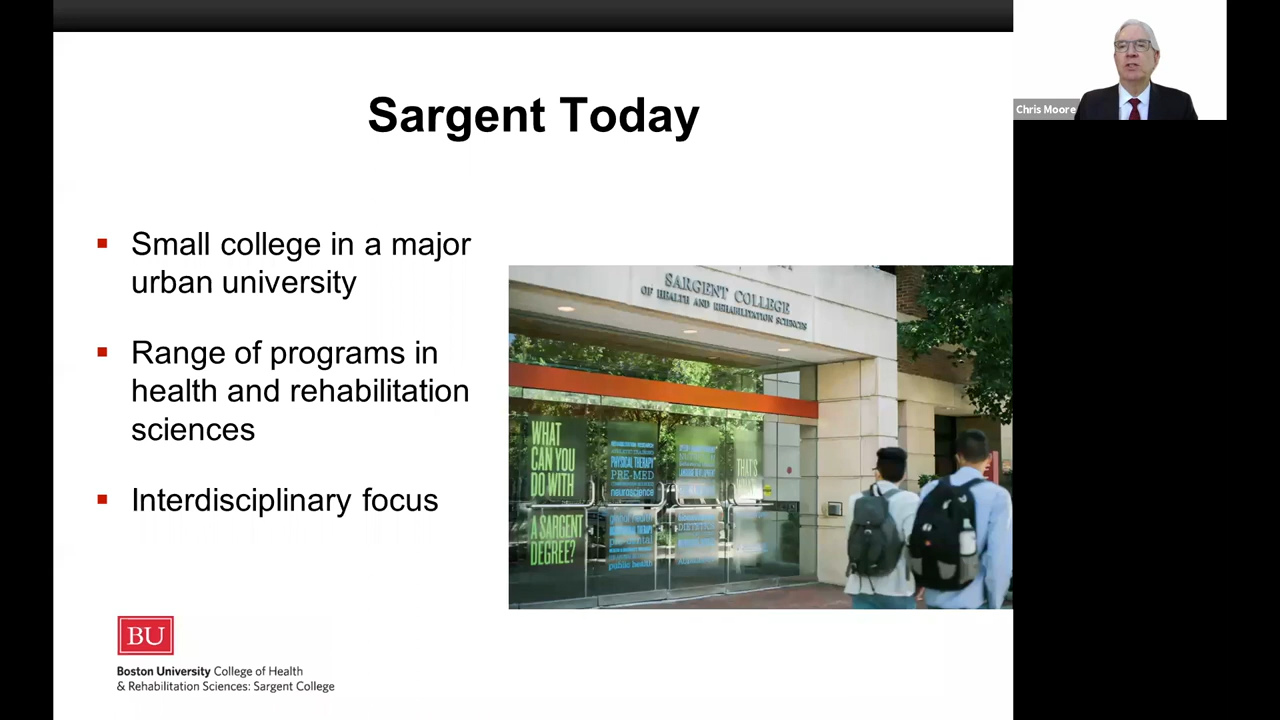 Sargent Today
Chris Moore
Small college in a major
urban university
Range of programs in
health and rehabilitation
sciences
Interdisciplinary focus
SARGENT COLLEGE
OF HEALTH AND REHABILITATION SCIENCES
WHAT
CAN YOU
DO WITH
A SARGENT
DEGREE?
PHYSICAL THERAPY
PRE-MED
neuroscience
global health
public health
THAT'S
BU
Boston University College of Health
& Rehabilitation Sciences: Sargent College